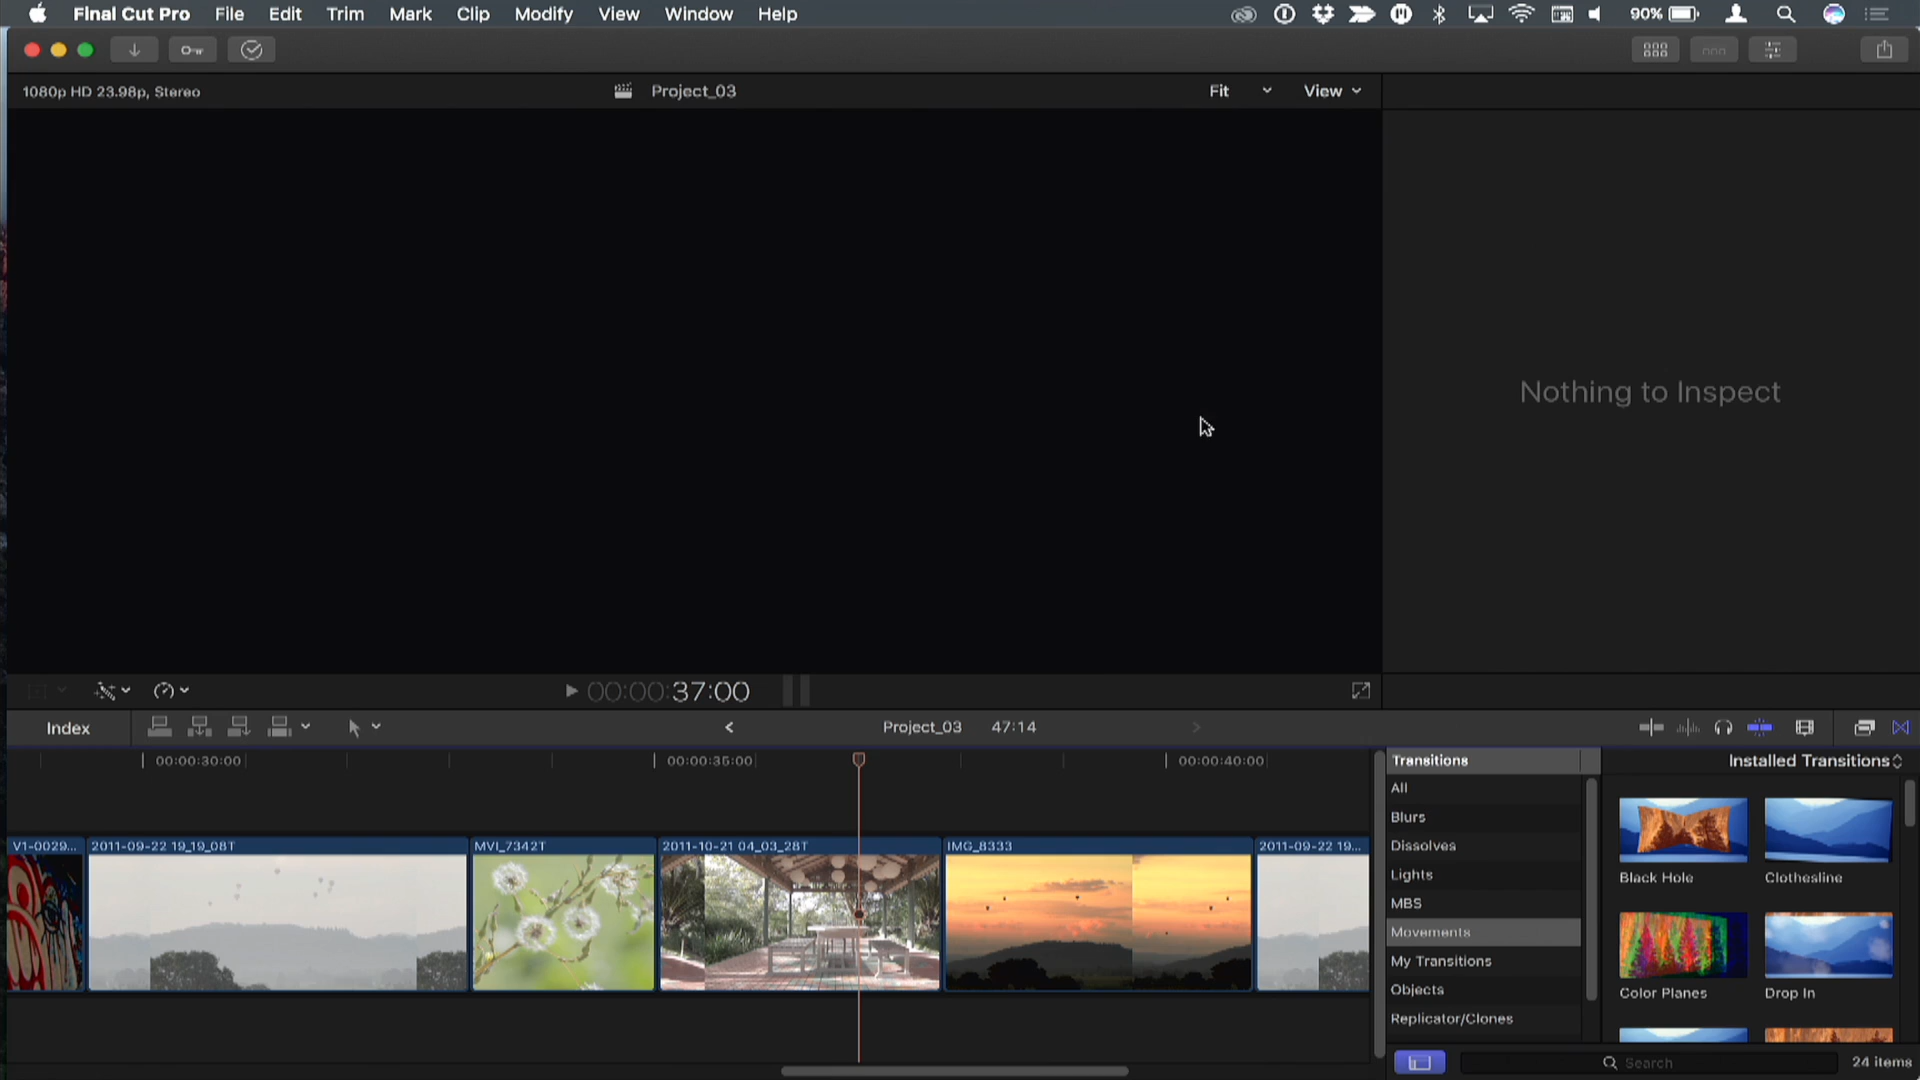 Final Cut Pro File Edit Trim Mark Clip Modify View Window Help 90%
1080p HD 23.98p, Stereo Project_03 Fit View
Nothing to Inspect
00:00:37:00
Index Project_03 47:14
00:00:30:00 00:00:35:00 00:00:40:00
V1-0029... 2011-09-22 19_19_08T MVI_7342T 2011-10-21 04_03_28T IMG_8333 2011-09-22 19...
Transitions
All
Blurs
Dissolves
Lights
MBS
Movements
My Transitions
Objects
Replicator/Clones
Installed Transitions
Black Hole Clothesline
Color Planes Drop In
Search 24 items